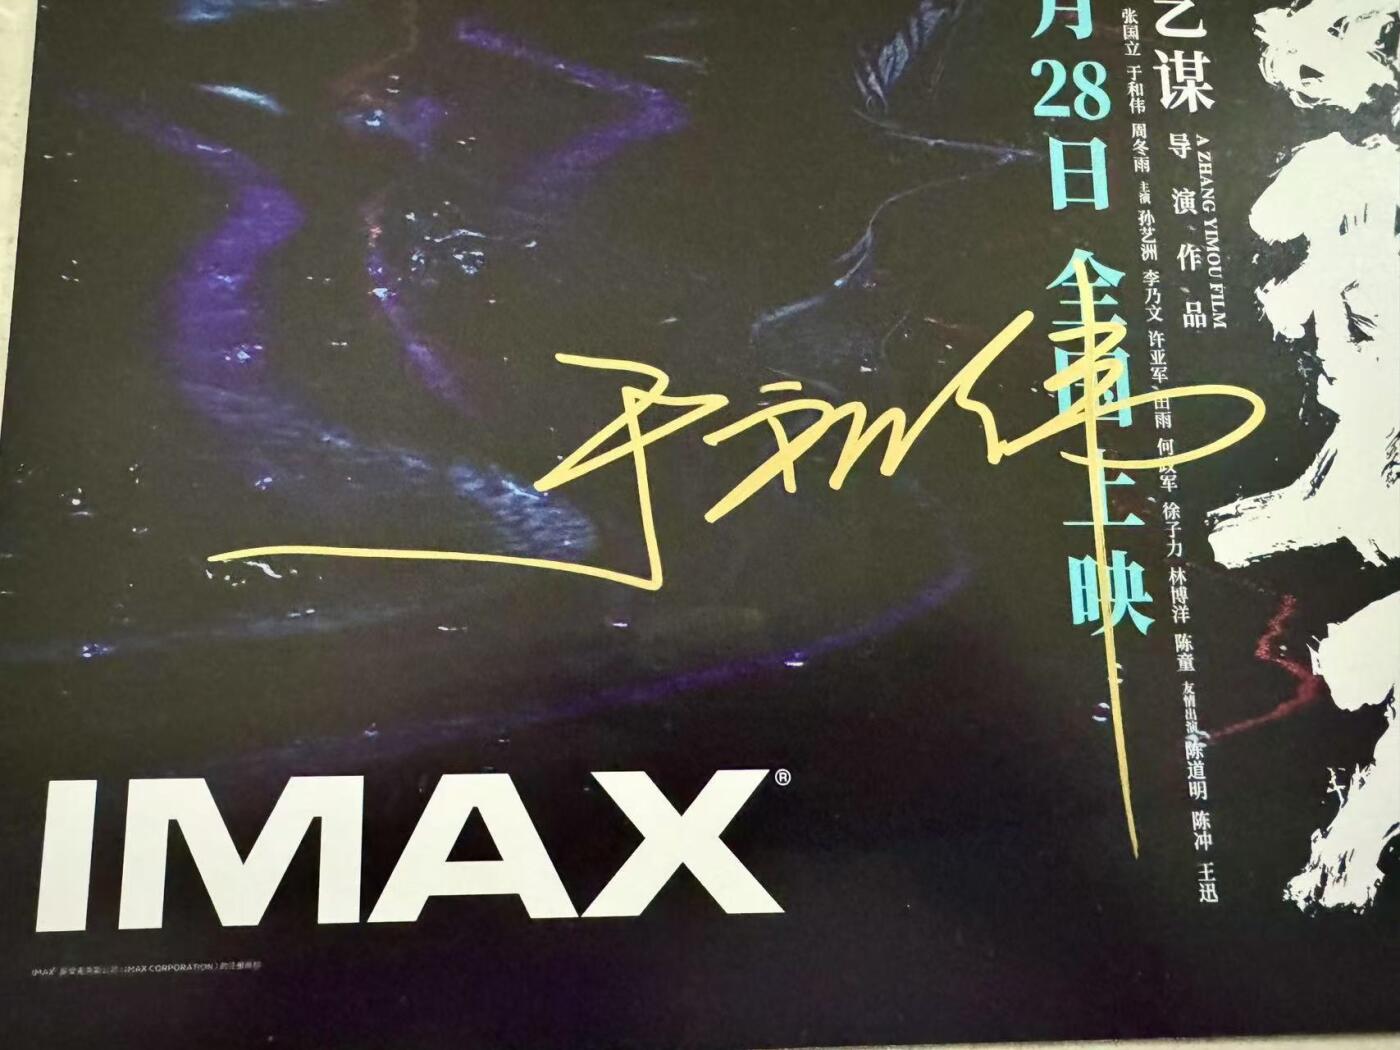 艺谋
导演作品
A ZHANG YIMOU FILM
张国立 于和伟 周冬雨 主演 孙艺洲 李乃文 许亚军 田雨 何政军 徐子力 林博洋 陈童 友情出演 陈道明 陈冲 王迅
月28日 全国上映
于和伟
IMAX®